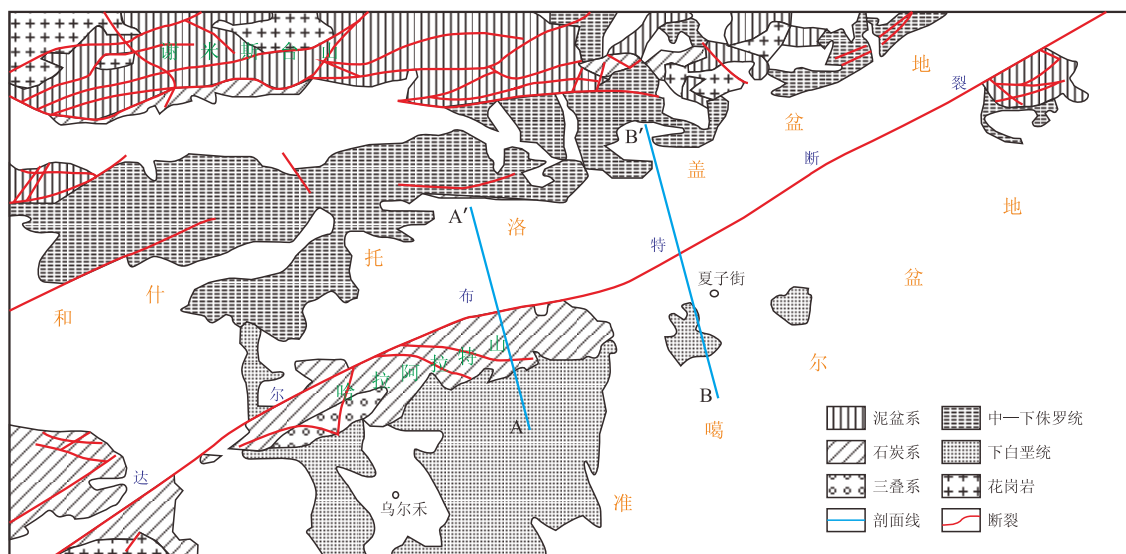 谢米斯台山
和什托洛盖盆地
达尔布特断裂
哈拉阿拉特山
准噶尔盆地
A′
A
B′
B
夏子街
乌尔禾
泥盆系
中—下侏罗统
石炭系
下白垩统
三叠系
花岗岩
剖面线
断裂